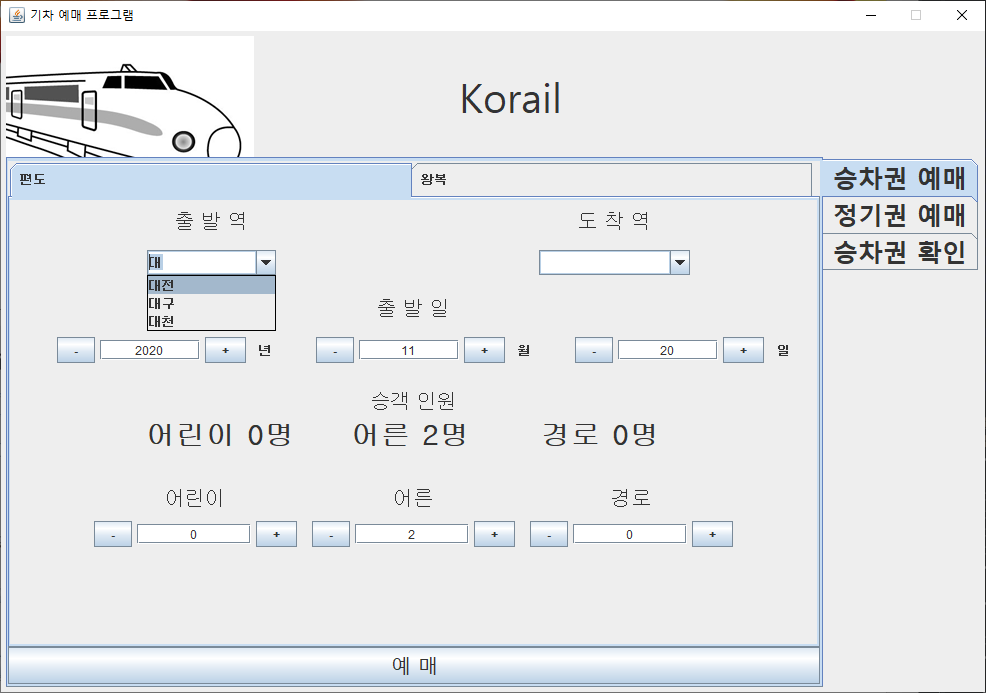 기차 예매 프로그램
Korail
편도 왕복
승차권 예매
정기권 예매
승차권 확인
출 발 역 도 착 역
대
대전
대구
대천
출 발 일
- 2020 + 년 - 11 + 월 - 20 + 일
승객 인원
어린이 0명 어른 2명 경로 0명
어린이 어른 경로
- 0 + - 2 + - 0 +
예 매